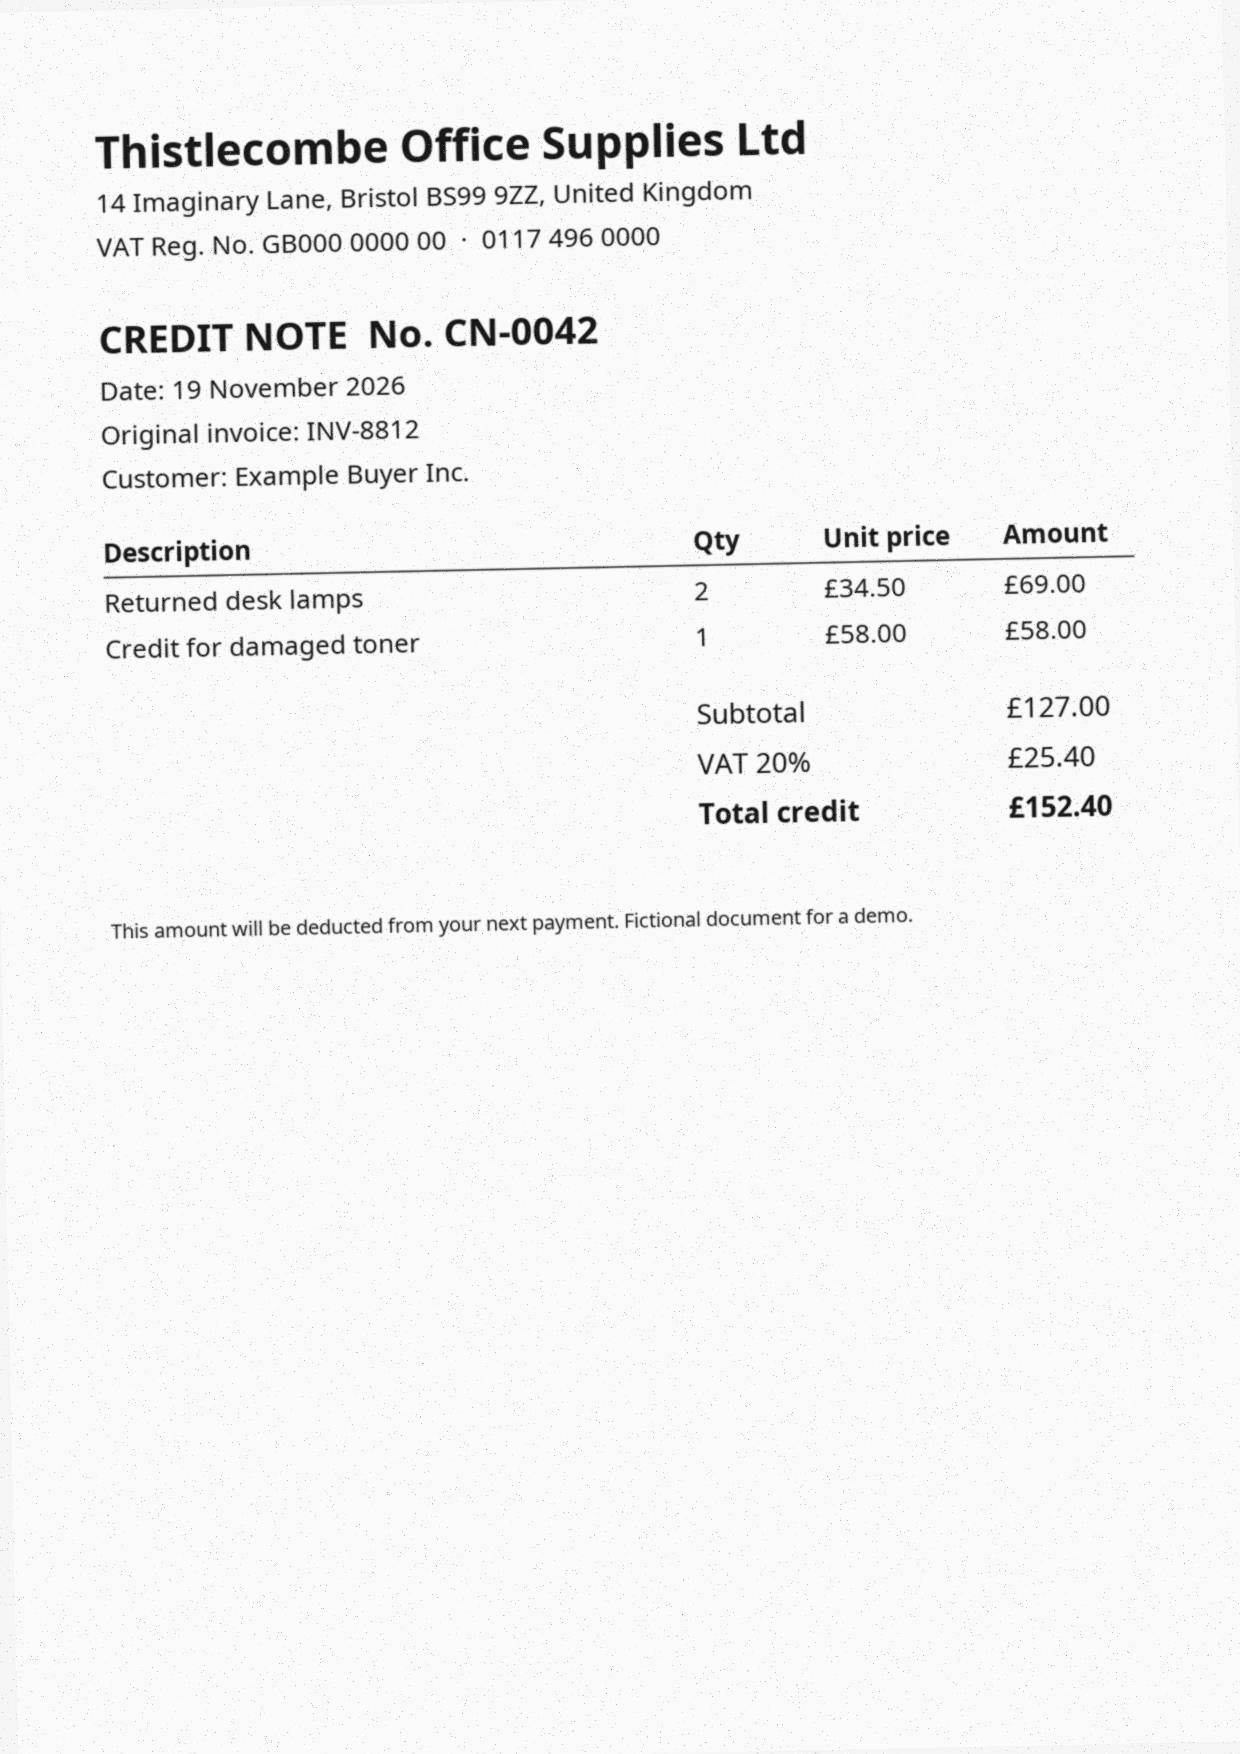 Thistlecombe Office Supplies Ltd
14 Imaginary Lane, Bristol BS99 9ZZ, United Kingdom
VAT Reg. No. GB000 0000 00 · 0117 496 0000
CREDIT NOTE No. CN-0042
Date: 19 November 2026
Original invoice: INV-8812
Customer: Example Buyer Inc.
Description Qty Unit price Amount
Returned desk lamps 2 £34.50 £69.00
Credit for damaged toner 1 £58.00 £58.00
Subtotal £127.00
VAT 20% £25.40
Total credit £152.40
This amount will be deducted from your next payment. Fictional document for a demo.